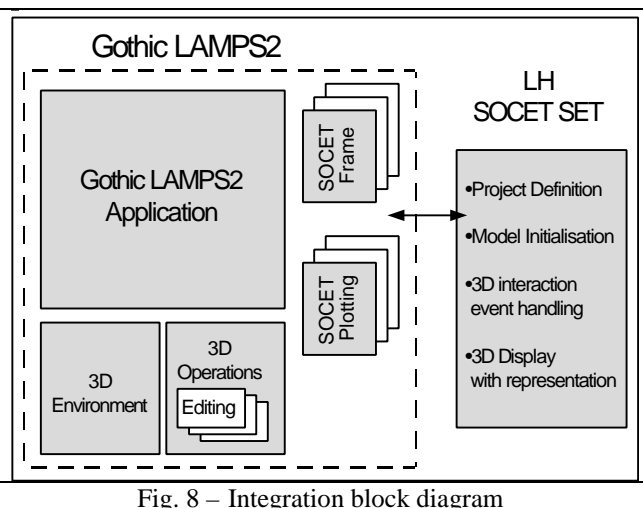 Gothic LAMPS2
LH
SOCET SET
Gothic LAMPS2
Application
SOCET
Frame
SOCET
Plotting
3D
Environment
3D
Operations
Editing
•Project Definition
•Model Initialisation
•3D interaction
event handling
•3D Display
with representation
Fig. 8 – Integration block diagram